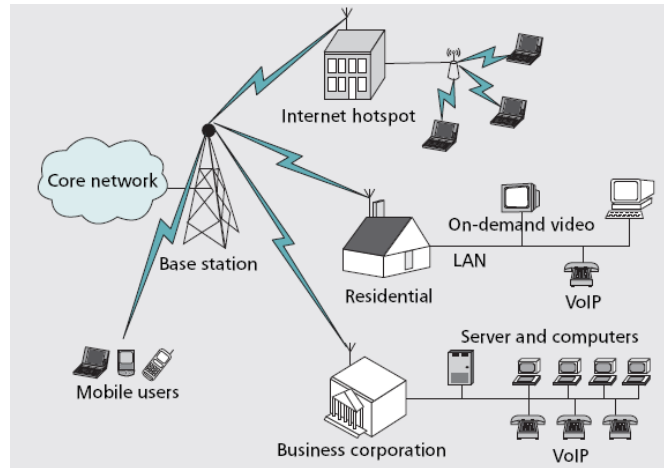 Internet hotspot
Core network
Base station
On-demand video
LAN
Residential
VoIP
Server and computers
Mobile users
Business corporation
VoIP